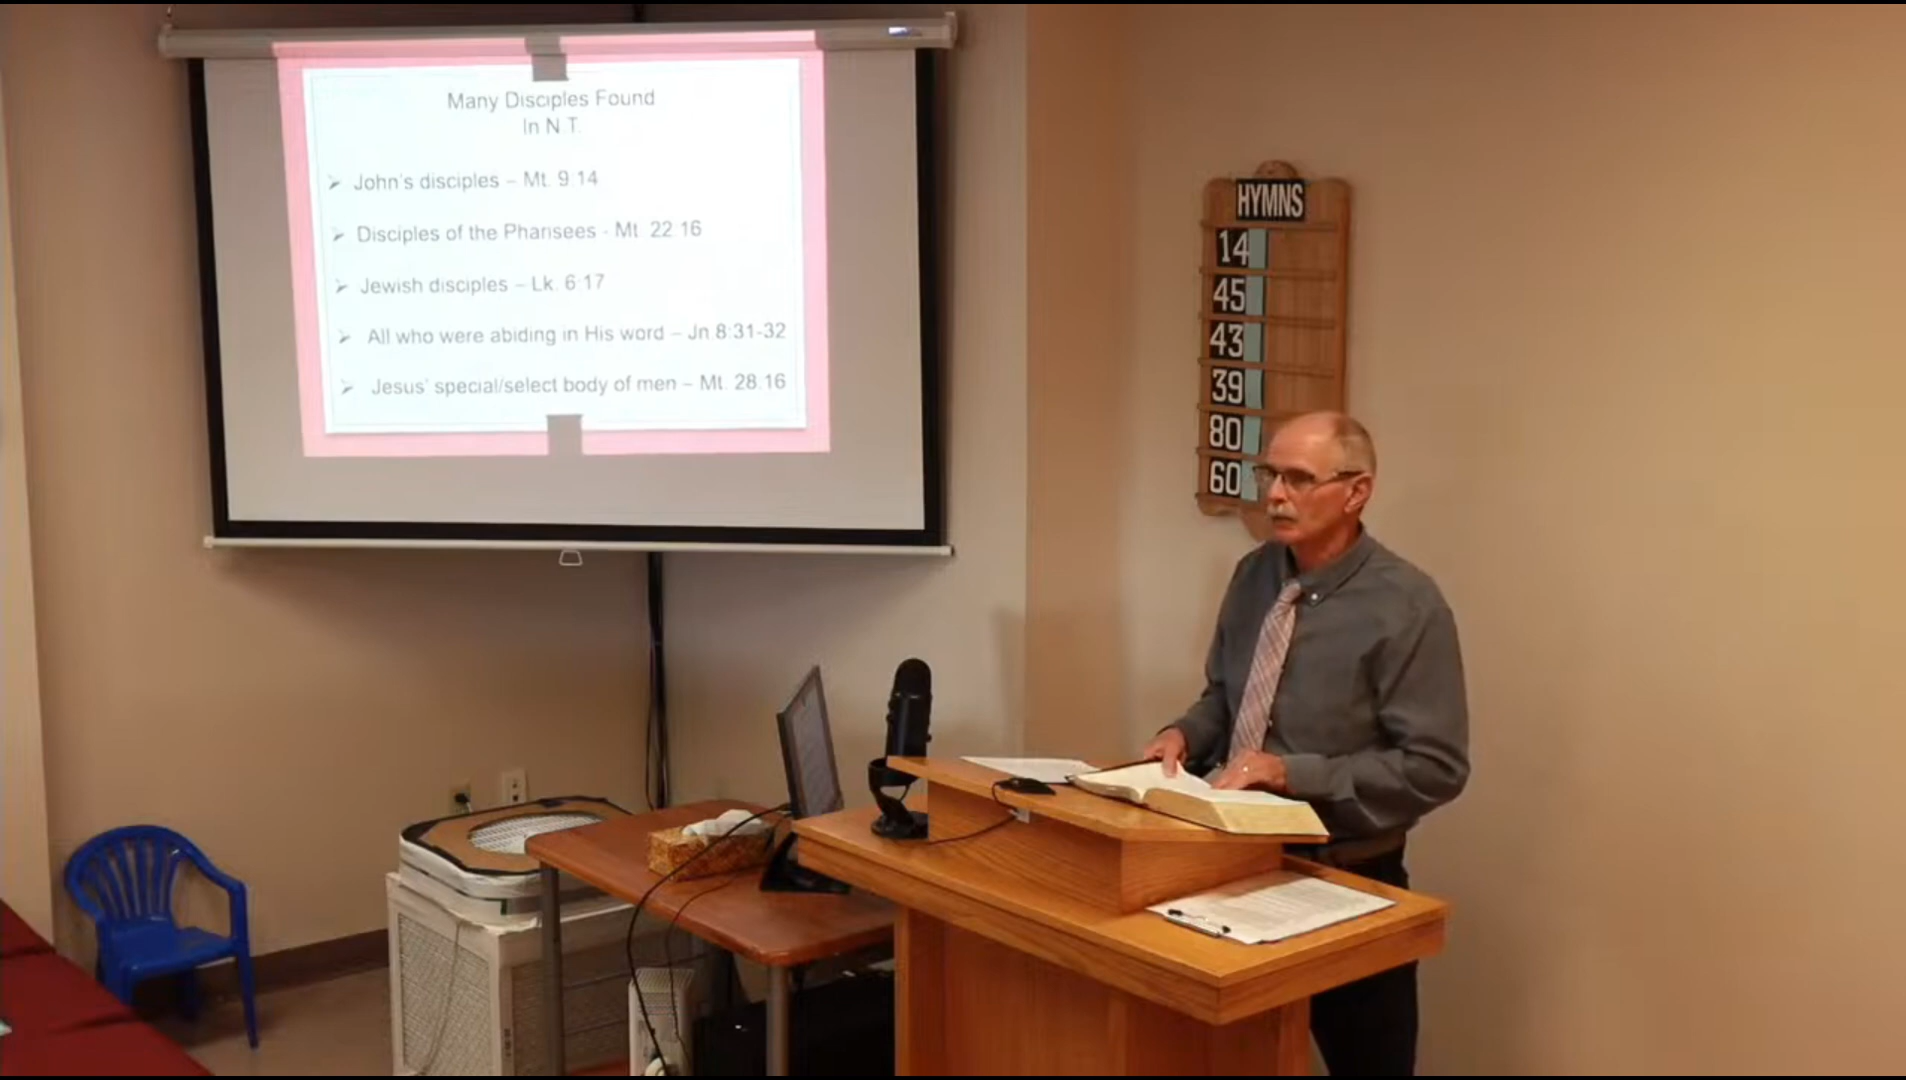 Many Disciples Found
In N.T.
John's disciples – Mt. 9:14
Disciples of the Pharisees - Mt. 22:16
Jewish disciples – Lk. 6:17
All who were abiding in His word – Jn 8:31-32
Jesus' special/select body of men – Mt. 28:16
HYMNS
14
45
43
39
80
60